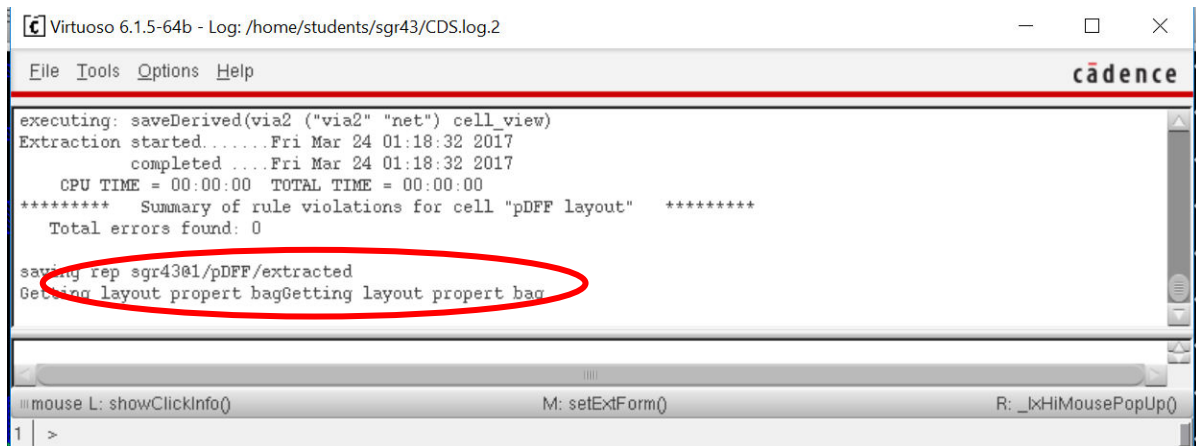 Virtuoso 6.1.5-64b - Log: /home/students/sgr43/CDS.log.2
File Tools Options Help cādence
executing: saveDerived(via2 ("via2" "net") cell_view)
Extraction started.......Fri Mar 24 01:18:32 2017
completed ....Fri Mar 24 01:18:32 2017
CPU TIME = 00:00:00 TOTAL TIME = 00:00:00
********* Summary of rule violations for cell "pDFF layout" *********
Total errors found: 0
saving rep sgr43@1/pDFF/extracted
Getting layout propert bagGetting layout propert bag
mouse L: showClickInfo() M: setExtForm() R: _lxHiMousePopUp()
1 >